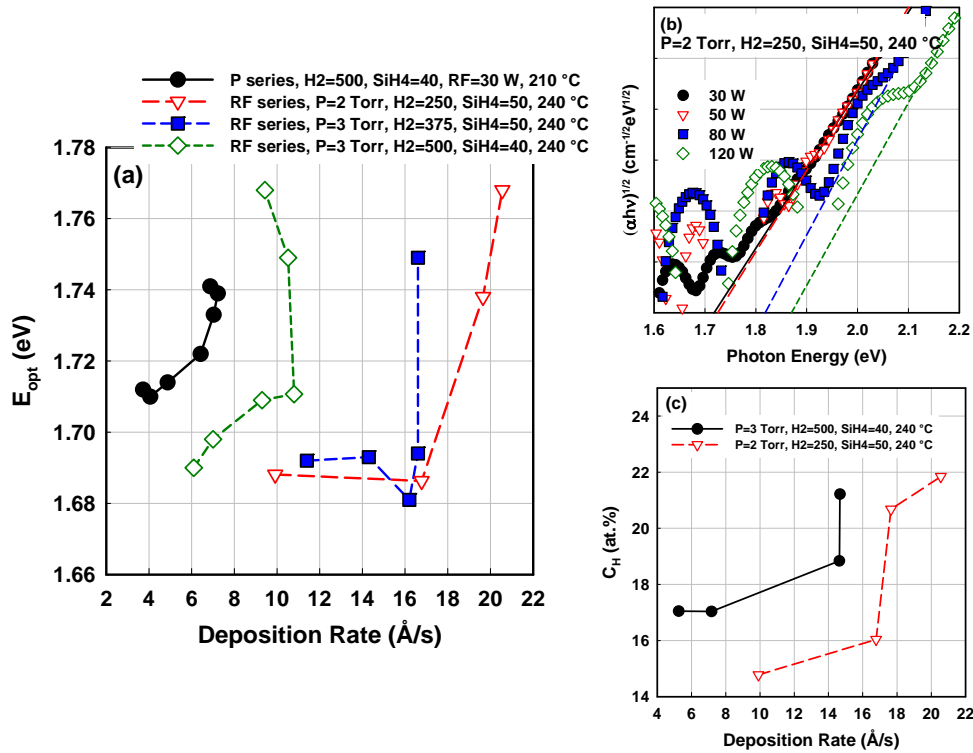 P series, H2=500, SiH4=40, RF=30 W, 210 °C
RF series, P=2 Torr, H2=250, SiH4=50, 240 °C
RF series, P=3 Torr, H2=375, SiH4=50, 240 °C
RF series, P=3 Torr, H2=500, SiH4=40, 240 °C
(a)
1.78
1.76
1.74
1.72
1.70
1.68
1.66
E_opt (eV)
4 6 8 10 12 14 16 18 20 22
Deposition Rate (Å/s)
(b)
P=2 Torr, H2=250, SiH4=50, 240 °C
30 W
50 W
80 W
120 W
(αhν)^1/2 (cm^-1/2eV^1/2)
1.6 1.7 1.8 1.9 2.0 2.1 2.2
Photon Energy (eV)
(c)
P=3 Torr, H2=500, SiH4=40, 240 °C
P=2 Torr, H2=250, SiH4=50, 240 °C
24
22
20
18
16
14
C_H (at.%)
4 6 8 10 12 14 16 18 20 22
Deposition Rate (Å/s)